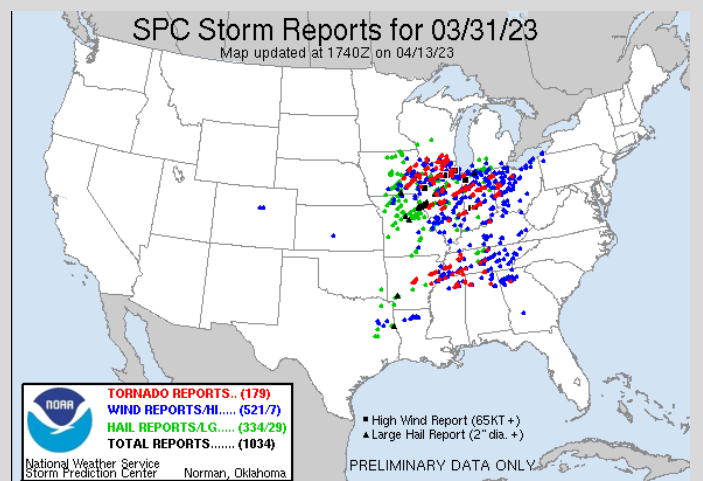 SPC Storm Reports for 03/31/23
Map updated at 1740Z on 04/13/23
TORNADO REPORTS.. (179)
WIND REPORTS/HI..... (521/7)
HAIL REPORTS/LG..... (334/29)
TOTAL REPORTS....... (1034)
NOAA
National Weather Service
Storm Prediction Center Norman, Oklahoma
High Wind Report (65KT +)
Large Hail Report (2" dia. +)
PRELIMINARY DATA ONLY